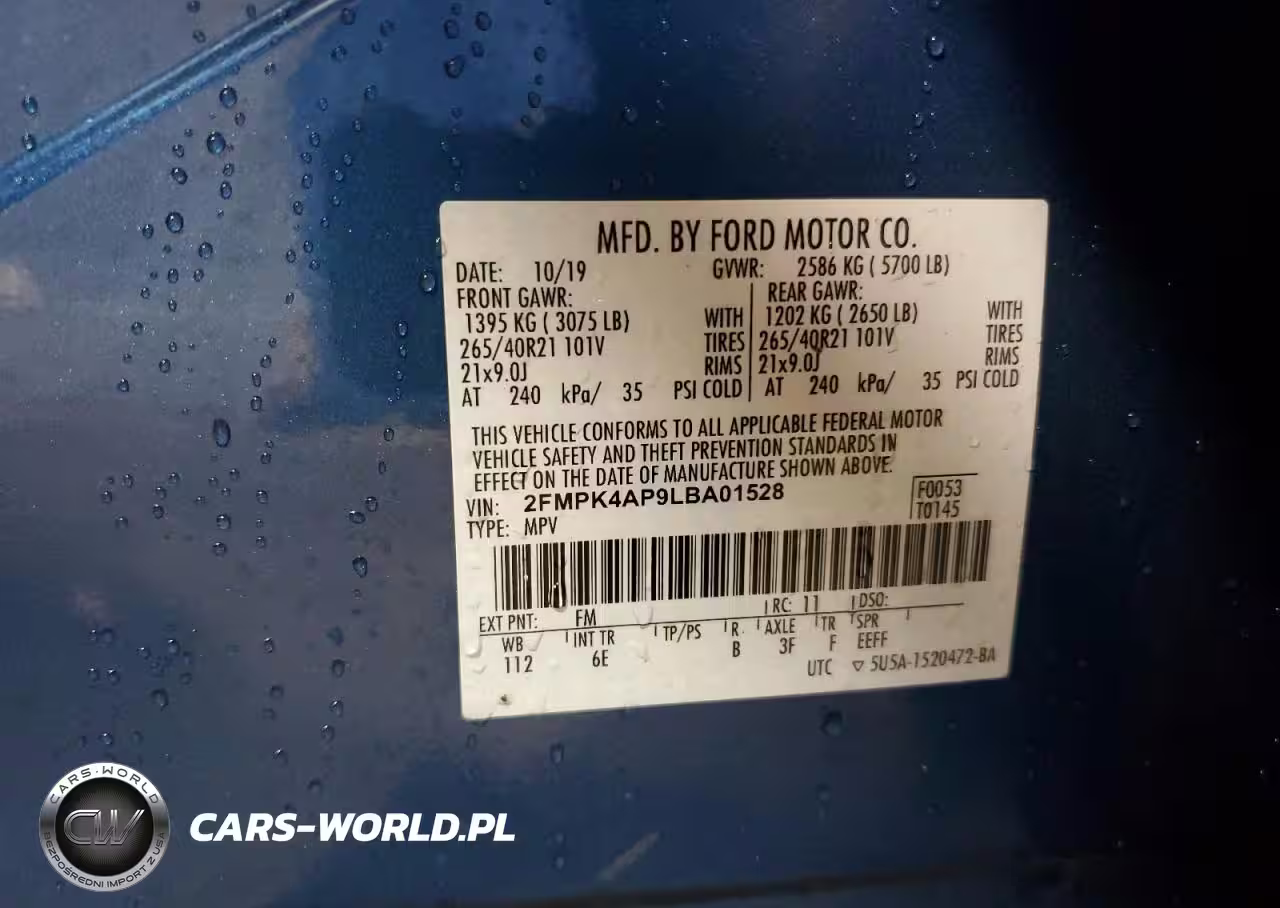 MFD. BY FORD MOTOR CO.
DATE: 10/19 GVWR: 2586 KG ( 5700 LB)
FRONT GAWR: REAR GAWR:
1395 KG ( 3075 LB) WITH 1202 KG ( 2650 LB) WITH
265/40R21 101V TIRES 265/40R21 101V TIRES
21x9.0J RIMS 21x9.0J RIMS
AT 240 kPa/ 35 PSI COLD AT 240 kPa/ 35 PSI COLD
THIS VEHICLE CONFORMS TO ALL APPLICABLE FEDERAL MOTOR
VEHICLE SAFETY AND THEFT PREVENTION STANDARDS IN
EFFECT ON THE DATE OF MANUFACTURE SHOWN ABOVE.
VIN: 2FMPK4AP9LBA01528 F0053
TYPE: MPV T0145
EXT PNT: FM RC: 11 DSO:
WB INT TR TP/PS R. AXLE TR SPR
112 6E B 3F F EEFF
UTC ▽ 5U5A-1520472-BA
CARS-WORLD
CW
BEZPOŚREDNI IMPORT Z USA
CARS-WORLD.PL